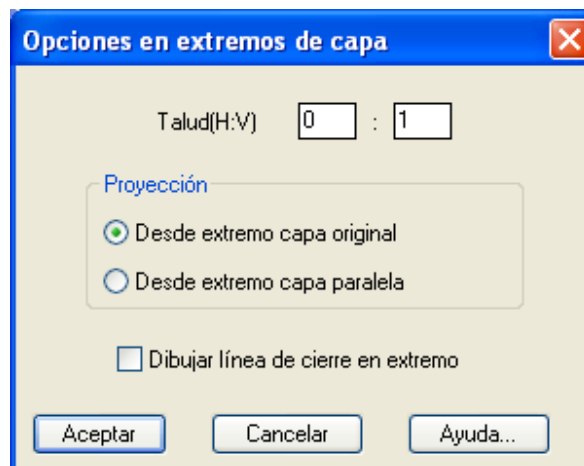 Opciones en extremos de capa
Talud(H:V) 0 : 1
Proyección
Desde extremo capa original
Desde extremo capa paralela
Dibujar línea de cierre en extremo
Aceptar Cancelar Ayuda...